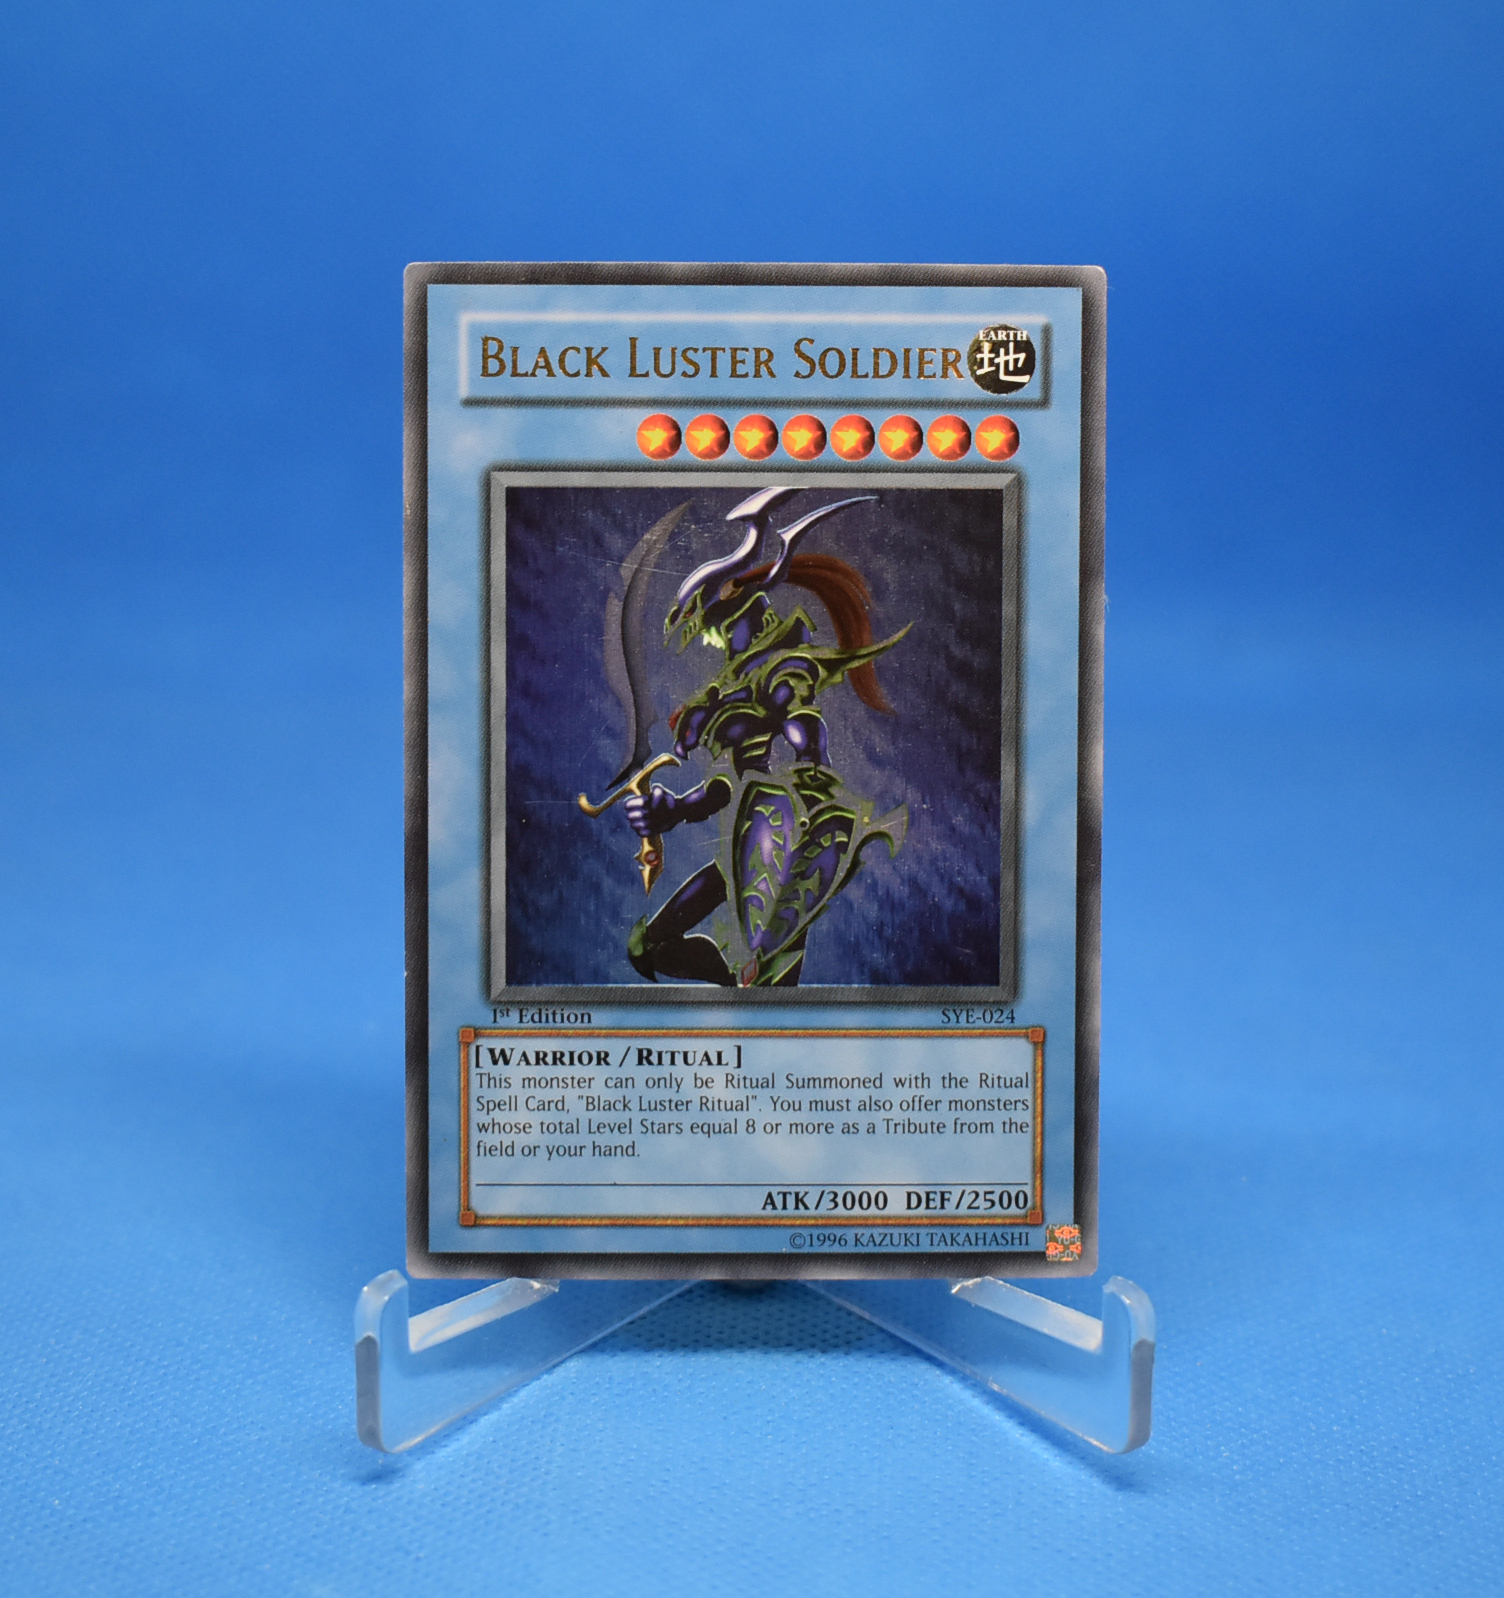 BLACK LUSTER SOLDIER
EARTH
地
1st Edition
SYE-024
[WARRIOR / RITUAL]
This monster can only be Ritual Summoned with the Ritual
Spell Card, "Black Luster Ritual". You must also offer monsters
whose total Level Stars equal 8 or more as a Tribute from the
field or your hand.
ATK/3000 DEF/2500
©1996 KAZUKI TAKAHASHI